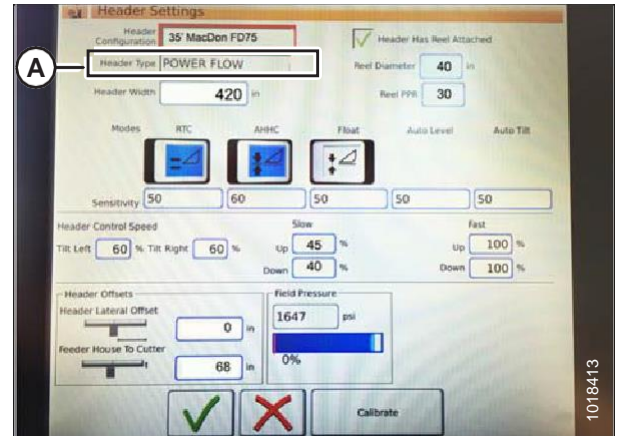 Header Settings
Header Configuration 35' MacDon FD75 Header Has Reel Attached
A Header Type POWER FLOW Reel Diameter 40 in
Header Width 420 in Reel PPR 30
Modes RTC AHHC Float Auto Level Auto Tilt
Sensitivity 50 60 50 50 50
Header Control Speed Slow Fast
Tilt Left 60 % Tilt Right 60 % Up 45 % Up 100 %
Down 40 % Down 100 %
Header Offsets Field Pressure
Header Lateral Offset 1647 psi
0 in
Feeder House To Cutter 0%
68 in
Calibrate
1018413